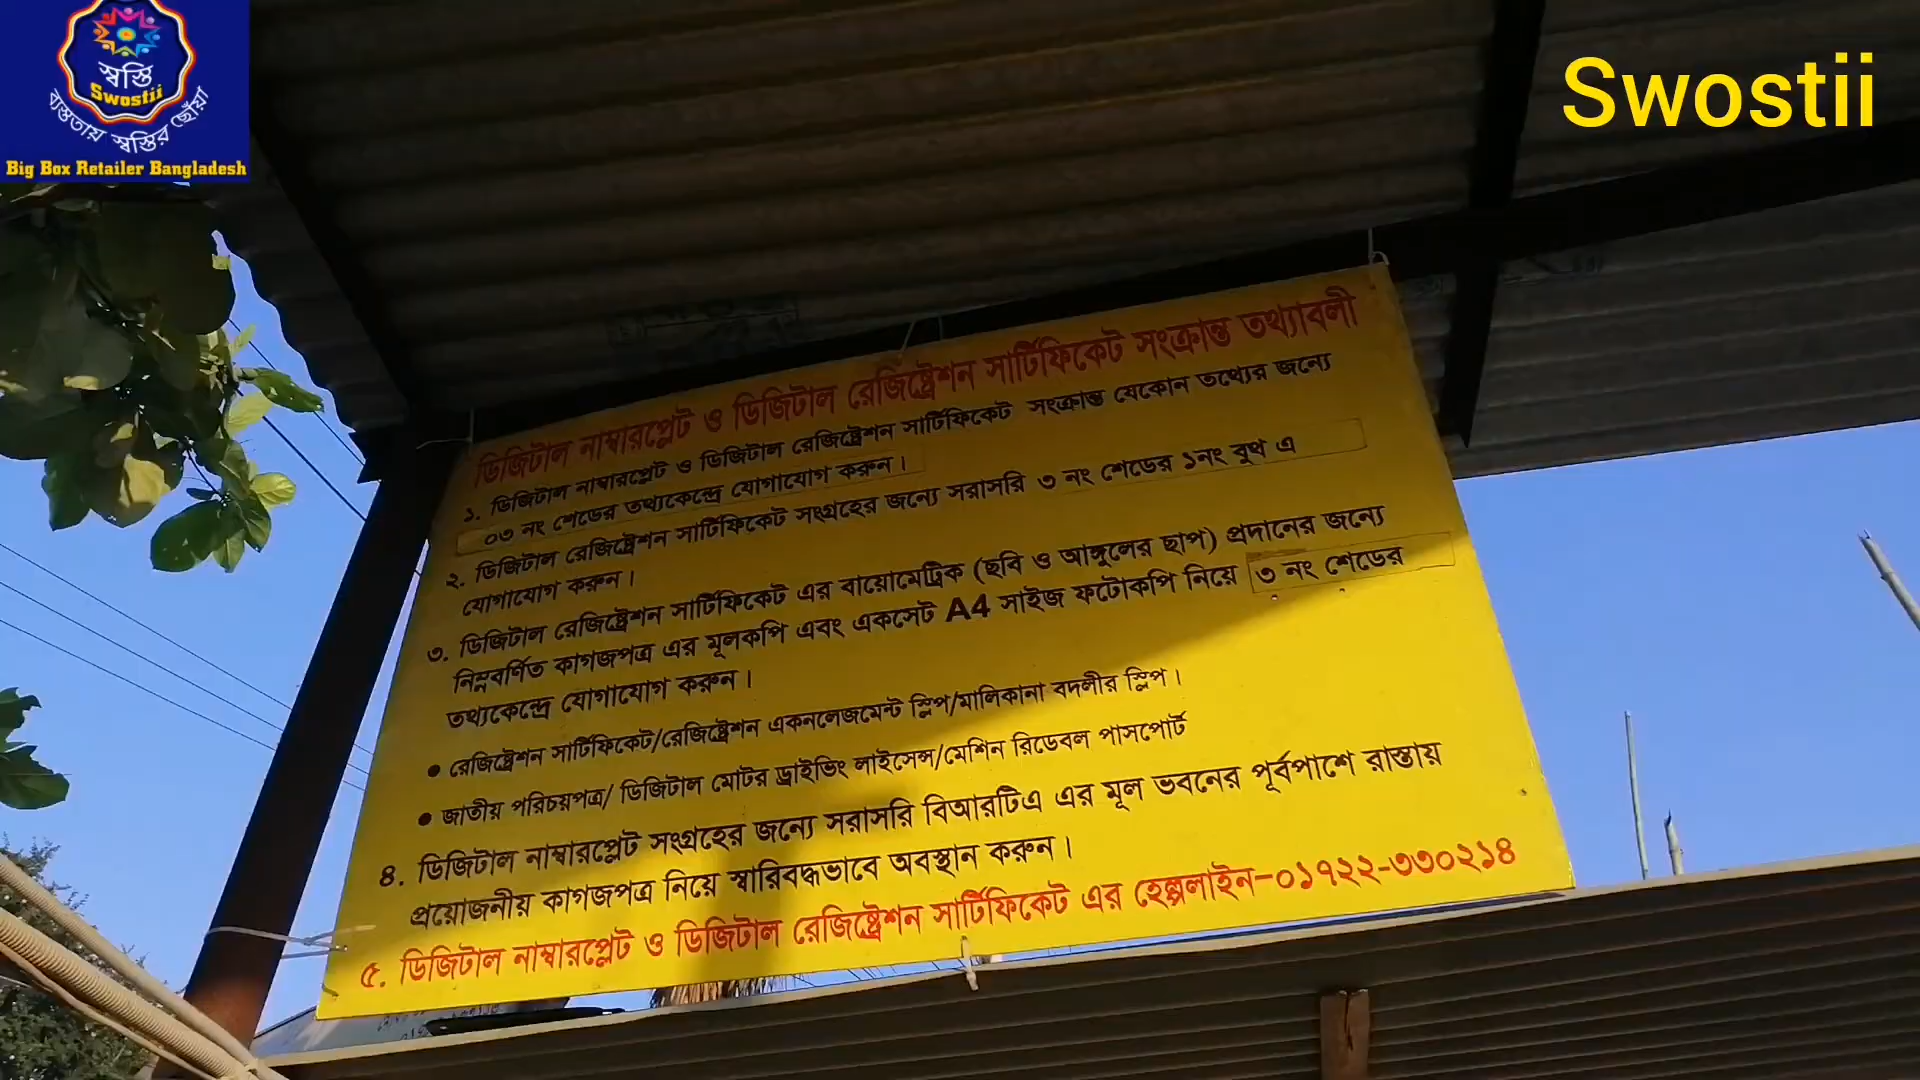 স্বস্তি
Swostii
ব্যস্ততায় স্বস্তির ছোঁয়া
Big Box Retailer Bangladesh
Swostii
ডিজিটাল নাম্বারপ্লেট ও ডিজিটাল রেজিষ্ট্রেশন সার্টিফিকেট সংক্রান্ত তথ্যাবলী
১. ডিজিটাল নাম্বারপ্লেট ও ডিজিটাল রেজিষ্ট্রেশন সার্টিফিকেট সংক্রান্ত যেকোন তথ্যের জন্যে
০৩ নং শেডের তথ্যকেন্দ্রে যোগাযোগ করুন।
২. ডিজিটাল রেজিষ্ট্রেশন সার্টিফিকেট সংগ্রহের জন্যে সরাসরি ৩ নং শেডের ১নং বুথ এ
যোগাযোগ করুন।
৩. ডিজিটাল রেজিষ্ট্রেশন সার্টিফিকেট এর বায়োমেট্রিক (ছবি ও আঙ্গুলের ছাপ) প্রদানের জন্যে
নিম্নবর্ণিত কাগজপত্র এর মূলকপি এবং একসেট A4 সাইজ ফটোকপি নিয়ে ৩ নং শেডের
তথ্যকেন্দ্রে যোগাযোগ করুন।
● রেজিষ্ট্রেশন সার্টিফিকেট/রেজিষ্ট্রেশন একনলেজমেন্ট স্লিপ/মালিকানা বদলীর স্লিপ।
● জাতীয় পরিচয়পত্র/ ডিজিটাল মোটর ড্রাইভিং লাইসেন্স/মেশিন রিডেবল পাসপোর্ট
৪. ডিজিটাল নাম্বারপ্লেট সংগ্রহের জন্যে সরাসরি বিআরটিএ এর মূল ভবনের পূর্বপাশে রাস্তায়
প্রয়োজনীয় কাগজপত্র নিয়ে স্বারিবদ্ধভাবে অবস্থান করুন।
৫. ডিজিটাল নাম্বারপ্লেট ও ডিজিটাল রেজিষ্ট্রেশন সার্টিফিকেট এর হেল্পলাইন-০১৭২২-৩৩০২১৪